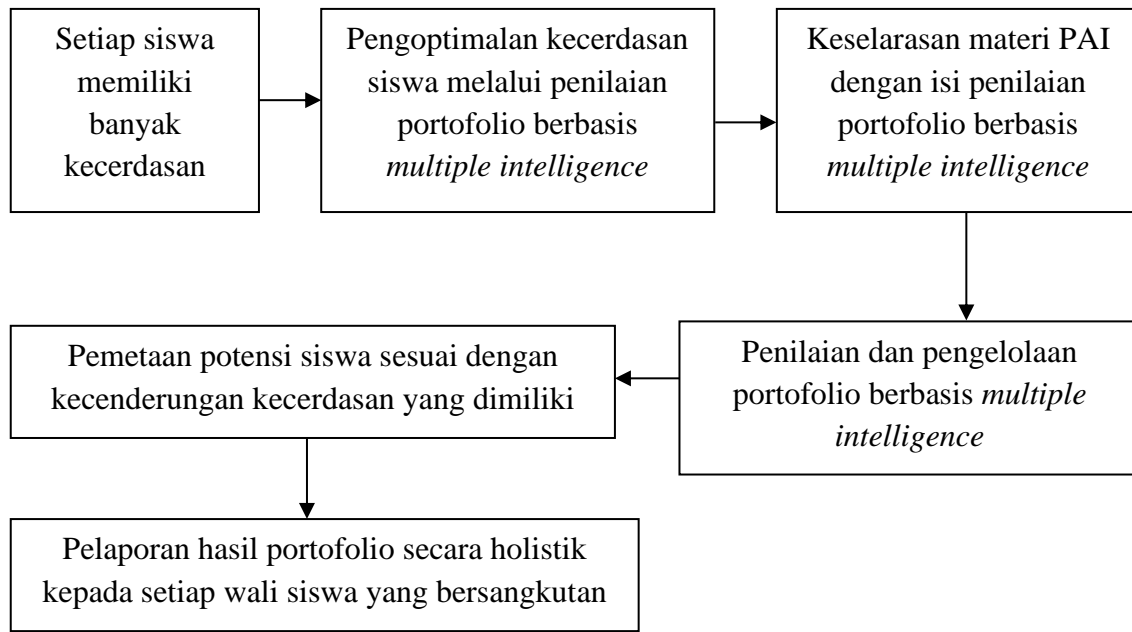 Setiap siswa
memiliki
banyak
kecerdasan
Pengoptimalan kecerdasan
siswa melalui penilaian
portofolio berbasis
multiple intelligence
Keselarasan materi PAI
dengan isi penilaian
portofolio berbasis
multiple intelligence
Penilaian dan pengelolaan
portofolio berbasis multiple
intelligence
Pemetaan potensi siswa sesuai dengan
kecenderungan kecerdasan yang dimiliki
Pelaporan hasil portofolio secara holistik
kepada setiap wali siswa yang bersangkutan